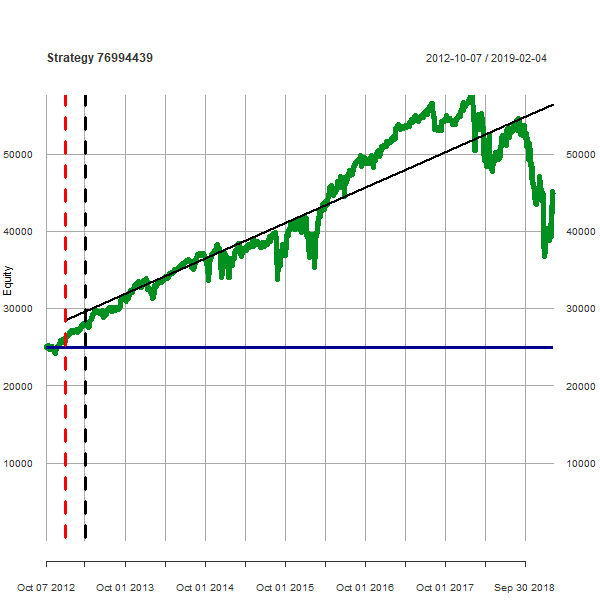 Strategy 76994439
2012-10-07 / 2019-02-04
50000
50000
40000
40000
Equity
30000
30000
20000
20000
10000
10000
Oct 07 2012
Oct 01 2013
Oct 01 2014
Oct 01 2015
Oct 01 2016
Oct 01 2017
Sep 30 2018